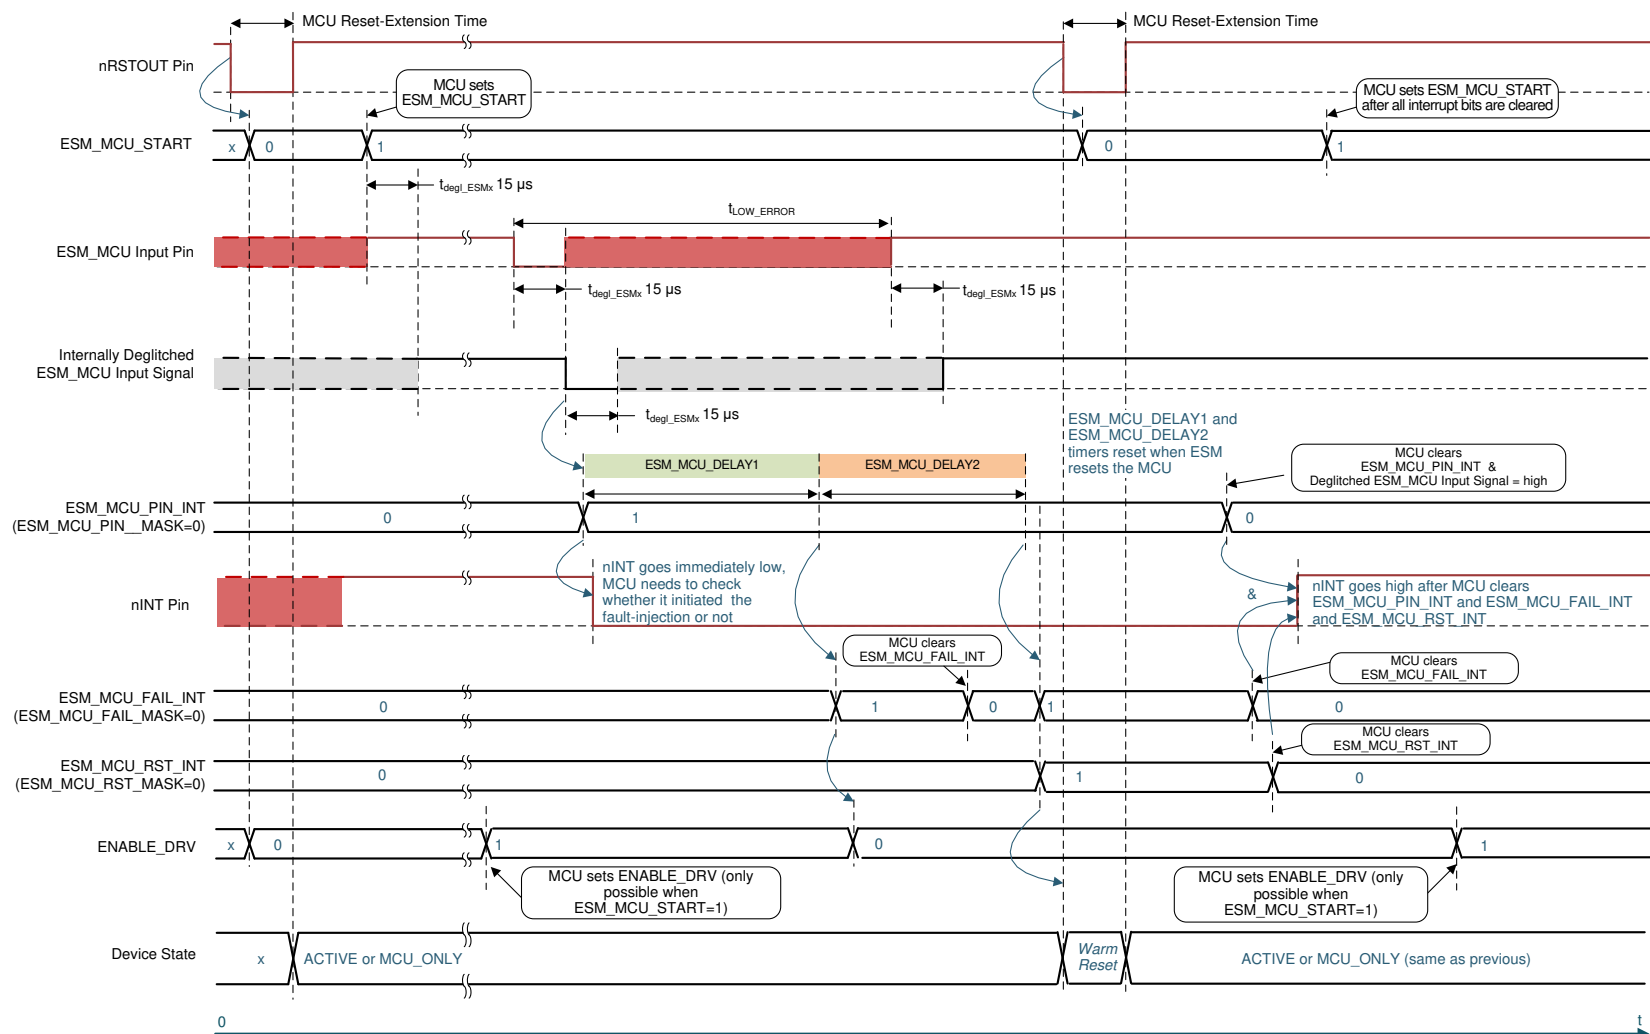 MCU Reset-Extension Time
MCU Reset-Extension Time
nRSTOUT Pin
MCU sets
ESM_MCU_START
MCU sets ESM_MCU_START
after all interrupt bits are cleared
ESM_MCU_START
x
0
1
0
1
tdegl_ESMx 15 µs
tLOW_ERROR
ESM_MCU Input Pin
tdegl_ESMx 15 µs
tdegl_ESMx 15 µs
Internally Deglitched
ESM_MCU Input Signal
tdegl_ESMx 15 µs
ESM_MCU_DELAY1 and
ESM_MCU_DELAY2
timers reset when ESM
resets the MCU
ESM_MCU_DELAY1
ESM_MCU_DELAY2
MCU clears
ESM_MCU_PIN_INT &
Deglitched ESM_MCU Input Signal = high
ESM_MCU_PIN_INT
(ESM_MCU_PIN__MASK=0)
0
1
0
nINT Pin
nINT goes immediately low,
MCU needs to check
whether it initiated the
fault-injection or not
&
nINT goes high after MCU clears
ESM_MCU_PIN_INT and ESM_MCU_FAIL_INT
and ESM_MCU_RST_INT
MCU clears
ESM_MCU_FAIL_INT
MCU clears
ESM_MCU_FAIL_INT
ESM_MCU_FAIL_INT
(ESM_MCU_FAIL_MASK=0)
0
1
0
1
0
MCU clears
ESM_MCU_RST_INT
ESM_MCU_RST_INT
(ESM_MCU_RST_MASK=0)
0
1
0
ENABLE_DRV
x
0
1
0
1
MCU sets ENABLE_DRV (only
possible when
ESM_MCU_START=1)
MCU sets ENABLE_DRV (only
possible when
ESM_MCU_START=1)
Device State
x
ACTIVE or MCU_ONLY
Warm
Reset
ACTIVE or MCU_ONLY (same as previous)
0
t